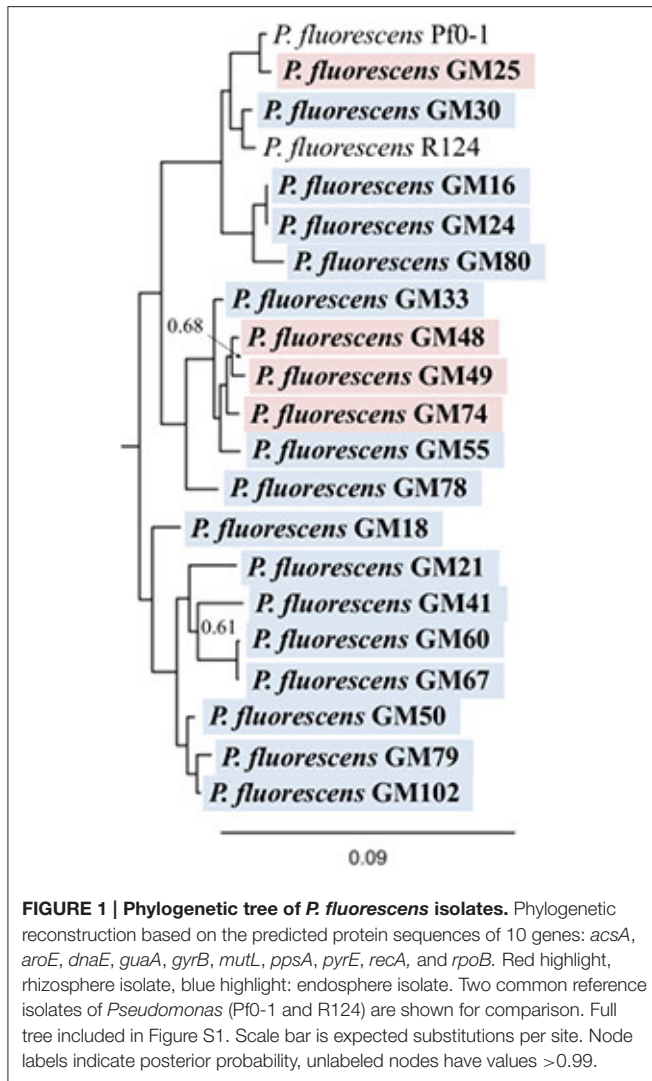 P. fluorescens Pf0-1
P. fluorescens GM25
P. fluorescens GM30
P. fluorescens R124
P. fluorescens GM16
P. fluorescens GM24
P. fluorescens GM80
P. fluorescens GM33
0.68
P. fluorescens GM48
P. fluorescens GM49
P. fluorescens GM74
P. fluorescens GM55
P. fluorescens GM78
P. fluorescens GM18
P. fluorescens GM21
P. fluorescens GM41
0.61
P. fluorescens GM60
P. fluorescens GM67
P. fluorescens GM50
P. fluorescens GM79
P. fluorescens GM102
0.09
FIGURE 1 | Phylogenetic tree of P. fluorescens isolates. Phylogenetic
reconstruction based on the predicted protein sequences of 10 genes: acsA,
aroE, dnaE, guaA, gyrB, mutL, ppsA, pyrE, recA, and rpoB. Red highlight,
rhizosphere isolate, blue highlight: endosphere isolate. Two common reference
isolates of Pseudomonas (Pf0-1 and R124) are shown for comparison. Full
tree included in Figure S1. Scale bar is expected substitutions per site. Node
labels indicate posterior probability, unlabeled nodes have values >0.99.